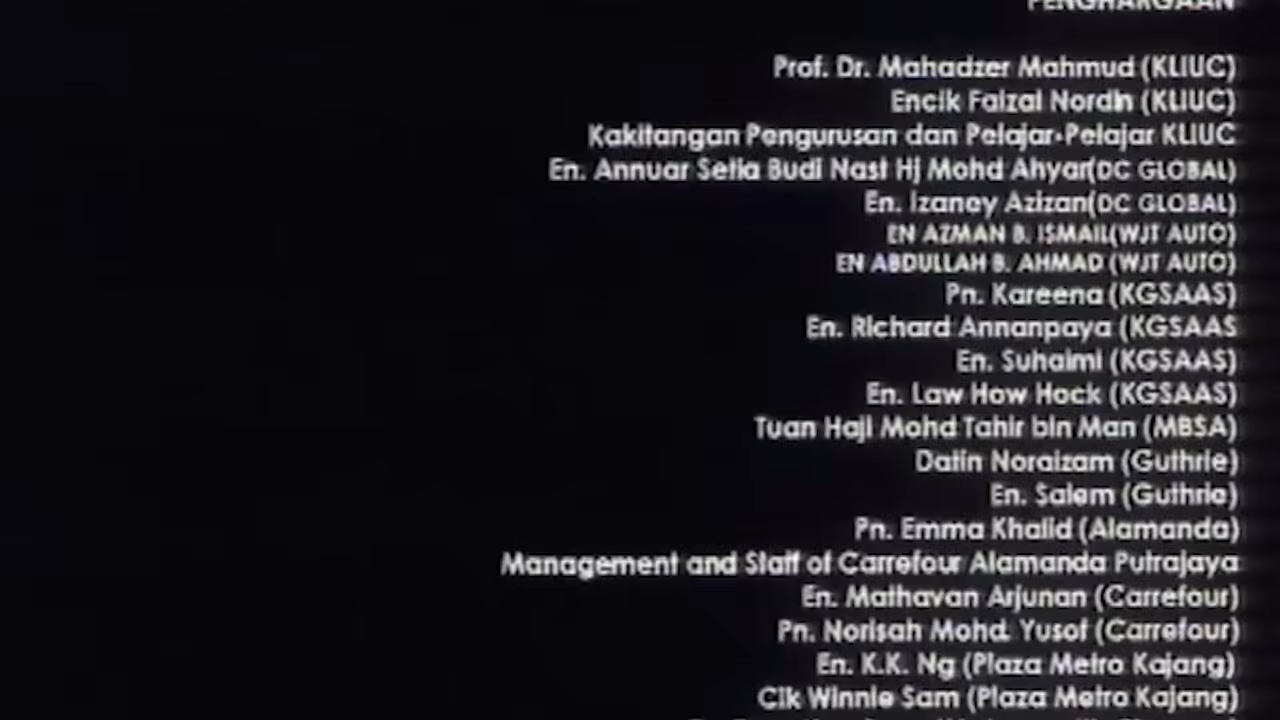 PENGHARGAAN
Prof. Dr. Mahadzer Mahmud (KLIUC)
Encik Faizal Nordin (KLIUC)
Kakitangan Pengurusan dan Pelajar-Pelajar KLIUC
En. Annuar Setia Budi Nast Hj Mohd Ahyar(DC GLOBAL)
En. Izaney Azizan(DC GLOBAL)
EN AZMAN B. ISMAIL(WJT AUTO)
EN ABDULLAH B. AHMAD (WJT AUTO)
Pn. Kareena (KGSAAS)
En. Richard Annanpaya (KGSAAS
En. Suhaimi (KGSAAS)
En. Law How Hock (KGSAAS)
Tuan Haji Mohd Tahir bin Man (MBSA)
Datin Noraizam (Guthrie)
En. Salem (Guthrie)
Pn. Emma Khalid (Alamanda)
Management and Staff of Carrefour Alamanda Putrajaya
En. Mathavan Arjunan (Carrefour)
Pn. Norisah Mohd. Yusof (Carrefour)
En. K.K. Ng (Plaza Metro Kajang)
Cik Winnie Sam (Plaza Metro Kajang)